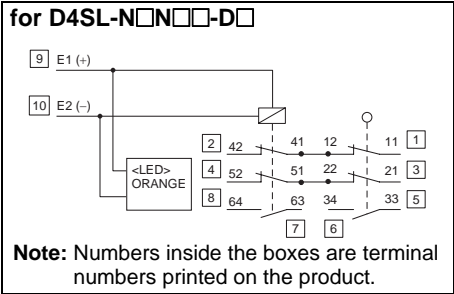 for D4SL-N□N□□-D□
9 E1 (+)
10 E2 (−)
2 42 41 12 11 1
<LED>
ORANGE
4 52 51 22 21 3
8 64 63 34 33 5
7 6
Note: Numbers inside the boxes are terminal
numbers printed on the product.